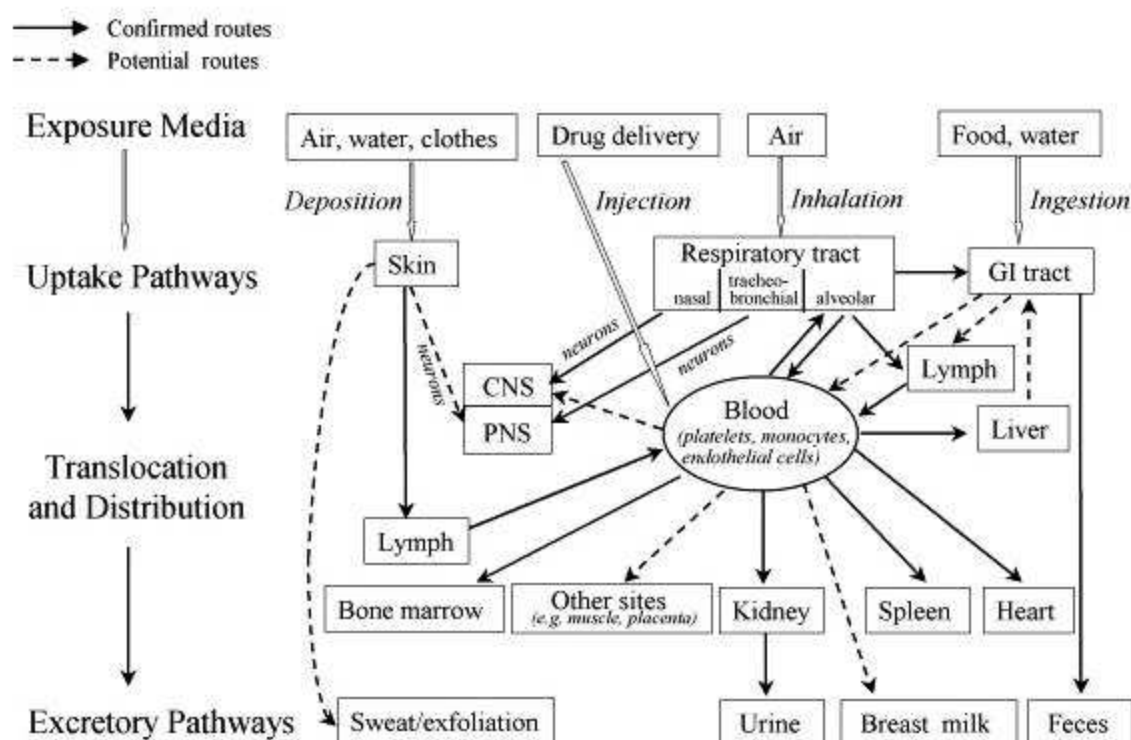 Confirmed routes
Potential routes
Exposure Media
Air, water, clothes
Drug delivery
Air
Food, water
Deposition
Injection
Inhalation
Ingestion
Uptake Pathways
Skin
Respiratory tract
nasal
tracheo-
bronchial
alveolar
GI tract
neurons
neurons
neurons
CNS
PNS
Lymph
Blood
(platelets, monocytes,
endothelial cells)
Liver
Translocation
and Distribution
Lymph
Bone marrow
Other sites
(e.g. muscle, placenta)
Kidney
Spleen
Heart
Excretory Pathways
Sweat/exfoliation
Urine
Breast milk
Feces